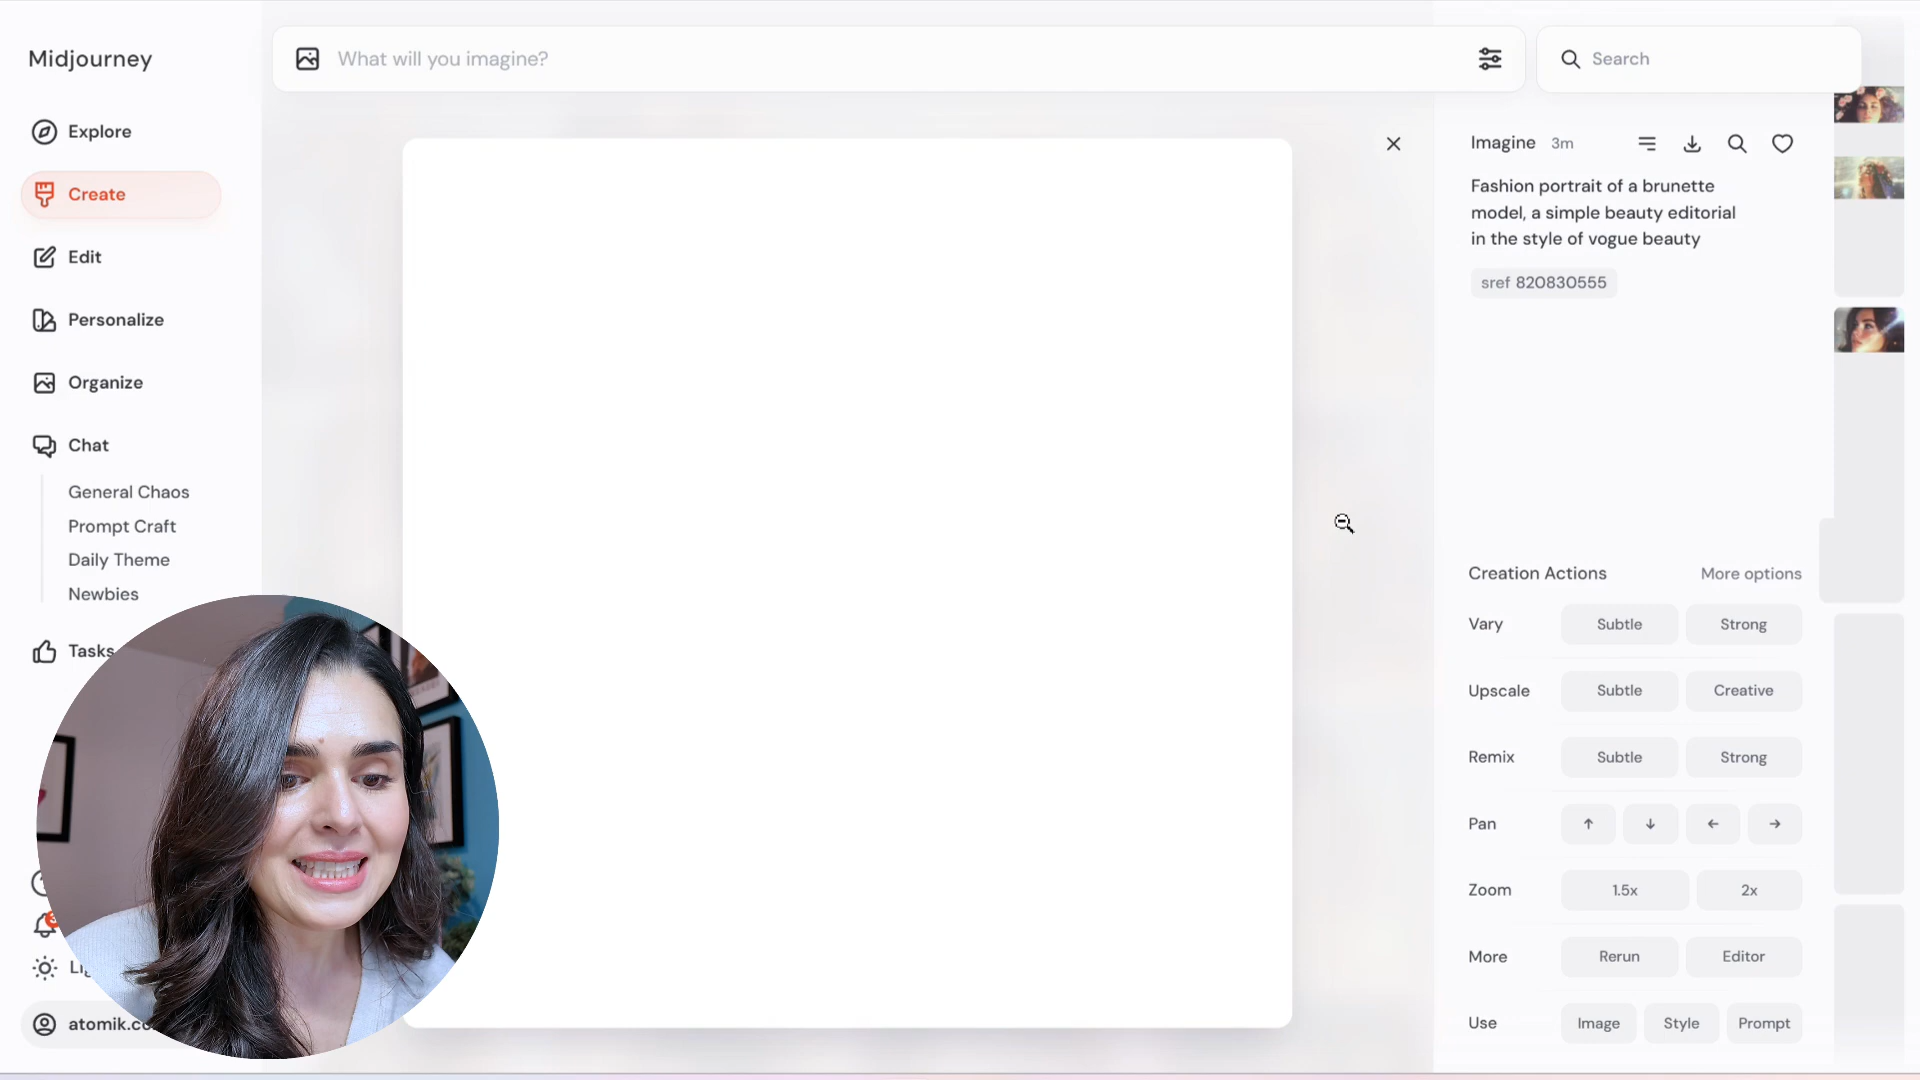 Midjourney
What will you imagine?
Search
Explore
Create
Edit
Personalize
Organize
Chat
General Chaos
Prompt Craft
Daily Theme
Newbies
Tasks
atomik.co
Imagine 3m
Fashion portrait of a brunette
model, a simple beauty editorial
in the style of vogue beauty
sref 820830555
Creation Actions More options
Vary Subtle Strong
Upscale Subtle Creative
Remix Subtle Strong
Pan ↑ ↓ ← →
Zoom 1.5x 2x
More Rerun Editor
Use Image Style Prompt